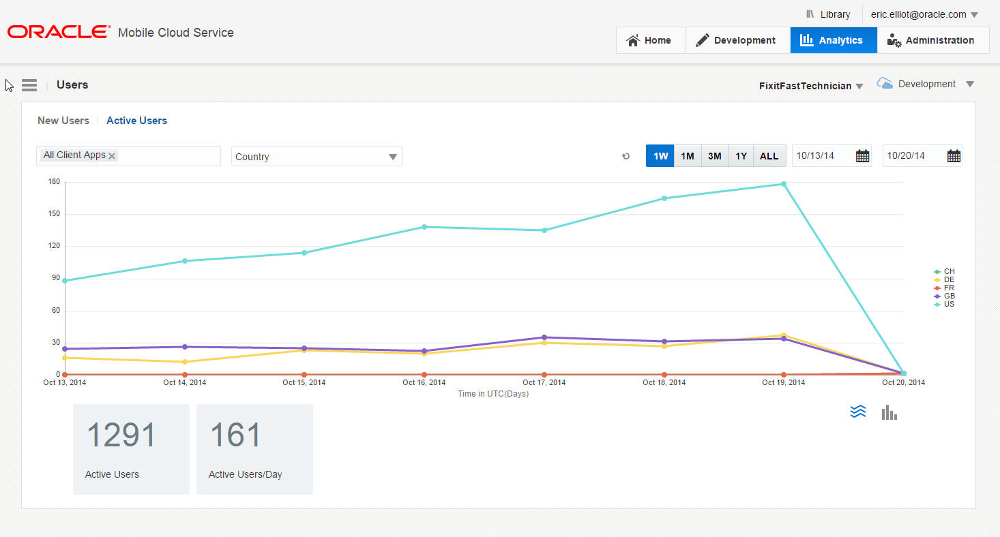 Library eric.elliot@oracle.com
ORACLE® Mobile Cloud Service
Home Development Analytics Administration
Users
FixitFastTechnician Development
New Users Active Users
All Client Apps
Country
1W 1M 3M 1Y ALL 10/13/14 10/20/14
180
150
120
90
60
30
0
CH
DE
FR
GB
US
Oct 13, 2014 Oct 14, 2014 Oct 15, 2014 Oct 16, 2014 Oct 17, 2014 Oct 18, 2014 Oct 19, 2014 Oct 20, 2014
Time in UTC(Days)
1291
Active Users
161
Active Users/Day